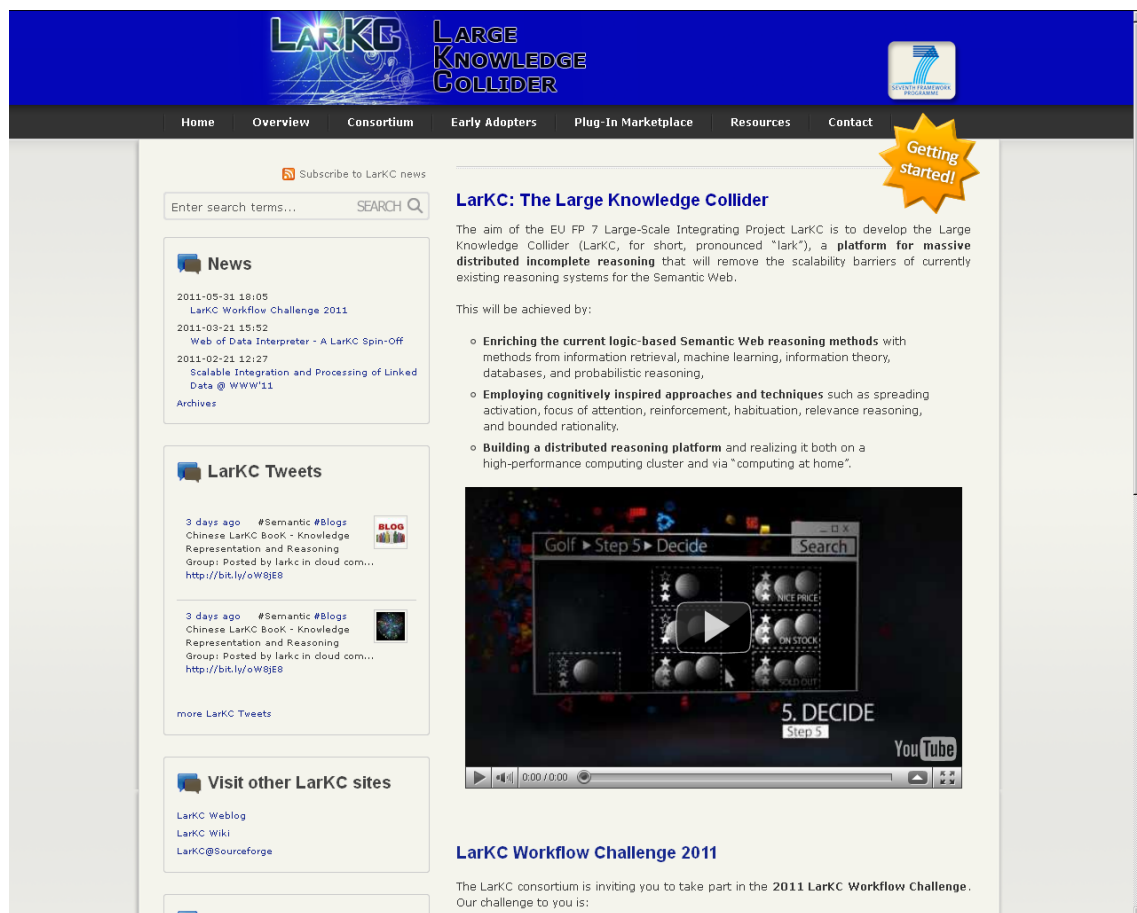 LARKC
LARGE
KNOWLEDGE
COLLIDER
SEVENTH FRAMEWORK
PROGRAMME
Home Overview Consortium Early Adopters Plug-In Marketplace Resources Contact
Getting
started!
Subscribe to LarKC news
Enter search terms... SEARCH
News
2011-05-31 18:05
LarKC Workflow Challenge 2011
2011-03-21 15:52
Web of Data Interpreter - A LarKC Spin-Off
2011-02-21 12:27
Scalable Integration and Processing of Linked
Data @ WWW'11
Archives
LarKC Tweets
3 days ago #Semantic #Blogs
Chinese LarKC BooK - Knowledge
Representation and Reasoning
Group: Posted by larkc in cloud com...
http://bit.ly/oW8jE8
BLOG
3 days ago #Semantic #Blogs
Chinese LarKC BooK - Knowledge
Representation and Reasoning
Group: Posted by larkc in cloud com...
http://bit.ly/oW8jE8
more LarKC Tweets
Visit other LarKC sites
LarKC Weblog
LarKC Wiki
LarKC@Sourceforge
LarKC: The Large Knowledge Collider
The aim of the EU FP 7 Large-Scale Integrating Project LarKC is to develop the Large
Knowledge Collider (LarKC, for short, pronounced "lark"), a platform for massive
distributed incomplete reasoning that will remove the scalability barriers of currently
existing reasoning systems for the Semantic Web.
This will be achieved by:
Enriching the current logic-based Semantic Web reasoning methods with
methods from information retrieval, machine learning, information theory,
databases, and probabilistic reasoning,
Employing cognitively inspired approaches and techniques such as spreading
activation, focus of attention, reinforcement, habituation, relevance reasoning,
and bounded rationality.
Building a distributed reasoning platform and realizing it both on a
high-performance computing cluster and via "computing at home".
Golf ▸ Step 5 ▸ Decide Search
NICE PRICE
ON STOCK
SOLD OUT
5. DECIDE
Step 5
YouTube
0:00 / 0:00
LarKC Workflow Challenge 2011
The LarKC consortium is inviting you to take part in the 2011 LarKC Workflow Challenge.
Our challenge to you is: